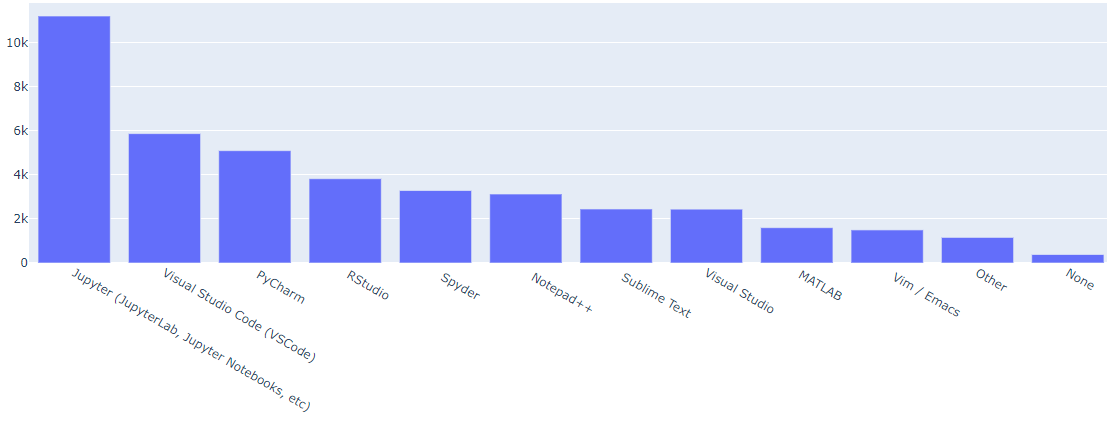 10k
8k
6k
4k
2k
0
Jupyter (JupyterLab, Jupyter Notebooks, etc)
Visual Studio Code (VSCode)
PyCharm
RStudio
Spyder
Notepad++
Sublime Text
Visual Studio
MATLAB
Vim / Emacs
Other
None